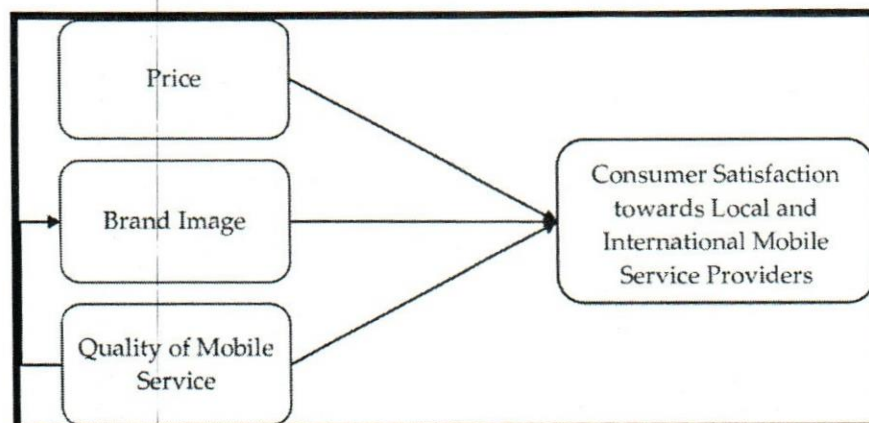 Price
Brand Image
Quality of Mobile
Service
Consumer Satisfaction
towards Local and
International Mobile
Service Providers